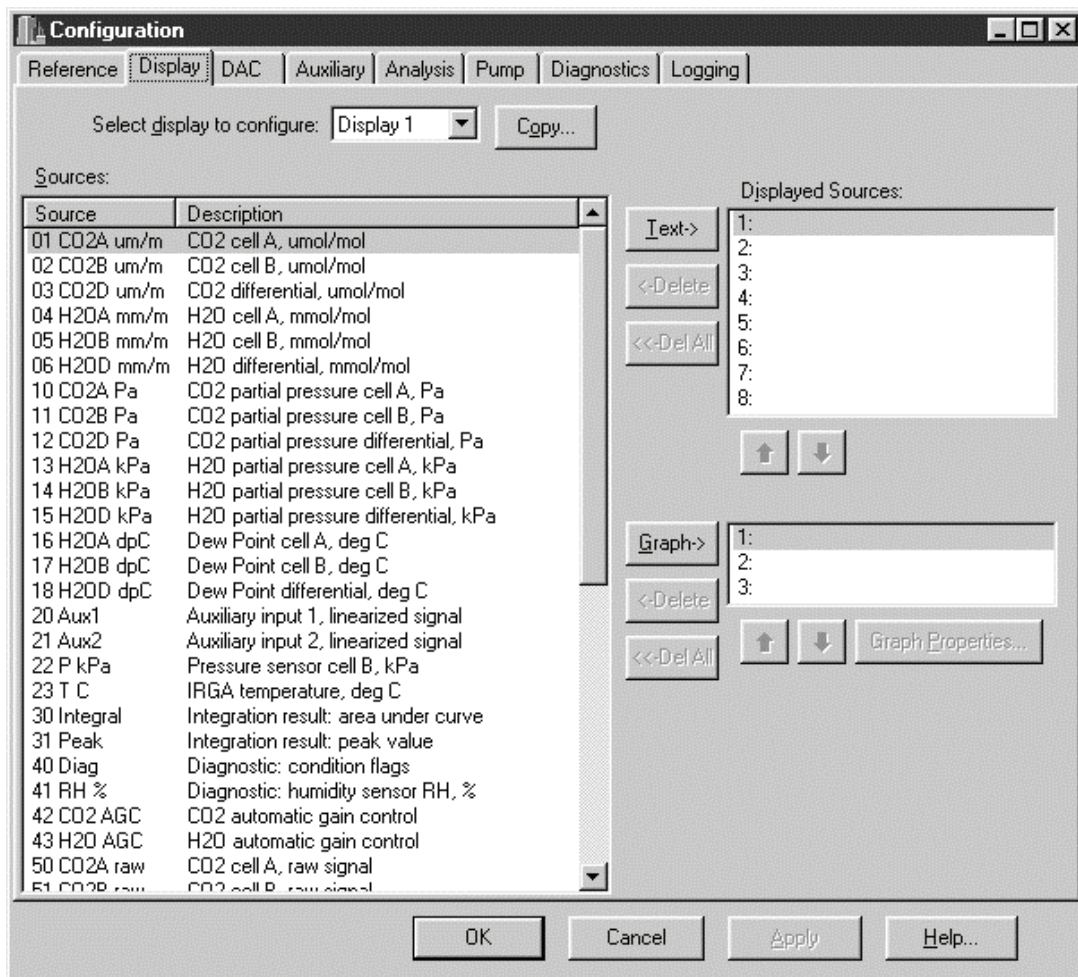 Configuration
Reference Display DAC Auxiliary Analysis Pump Diagnostics Logging
Select display to configure: Display 1 Copy...
Sources:
Source Description
01 CO2A um/m CO2 cell A, umol/mol
02 CO2B um/m CO2 cell B, umol/mol
03 CO2D um/m CO2 differential, umol/mol
04 H2OA mm/m H2O cell A, mmol/mol
05 H2OB mm/m H2O cell B, mmol/mol
06 H2OD mm/m H2O differential, mmol/mol
10 CO2A Pa CO2 partial pressure cell A, Pa
11 CO2B Pa CO2 partial pressure cell B, Pa
12 CO2D Pa CO2 partial pressure differential, Pa
13 H2OA kPa H2O partial pressure cell A, kPa
14 H2OB kPa H2O partial pressure cell B, kPa
15 H2OD kPa H2O partial pressure differential, kPa
16 H2OA dpC Dew Point cell A, deg C
17 H2OB dpC Dew Point cell B, deg C
18 H2OD dpC Dew Point differential, deg C
20 Aux1 Auxiliary input 1, linearized signal
21 Aux2 Auxiliary input 2, linearized signal
22 P kPa Pressure sensor cell B, kPa
23 T C IRGA temperature, deg C
30 Integral Integration result: area under curve
31 Peak Integration result: peak value
40 Diag Diagnostic: condition flags
41 RH % Diagnostic: humidity sensor RH, %
42 CO2 AGC CO2 automatic gain control
43 H2O AGC H2O automatic gain control
50 CO2A raw CO2 cell A, raw signal
51 CO2B raw CO2 cell B, raw signal
Text->
<-Delete
<<-Del All
Displayed Sources:
1:
2:
3:
4:
5:
6:
7:
8:
Graph->
<-Delete
<<-Del All
1:
2:
3:
Graph Properties...
OK Cancel Apply Help...